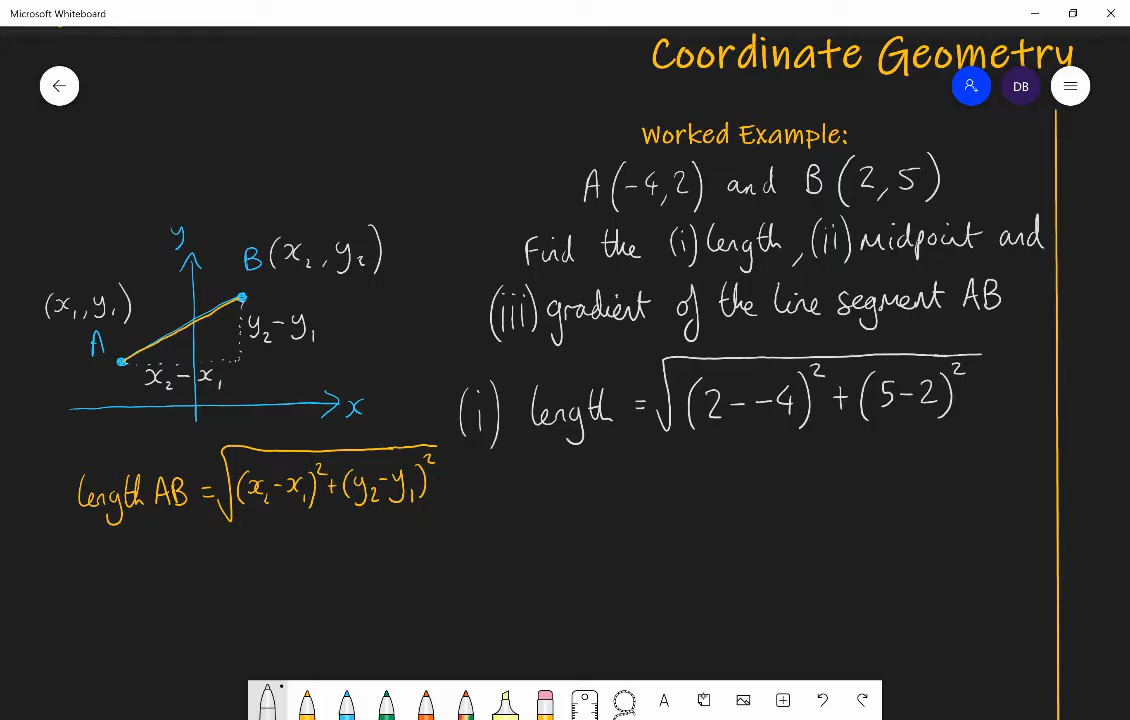 Microsoft Whiteboard
Coordinate Geometry
DB
Worked Example:
A(-4,2) and B(2,5)
Find the (i) length, (ii) midpoint and
(iii) gradient of the line segment AB
(i) length = √((2--4)² + (5-2)²)
y
B (x₂, y₂)
(x₁, y₁)
A
y₂ - y₁
x₂ - x₁
x
length AB = √((x₂ - x₁)² + (y₂ - y₁)²)
A